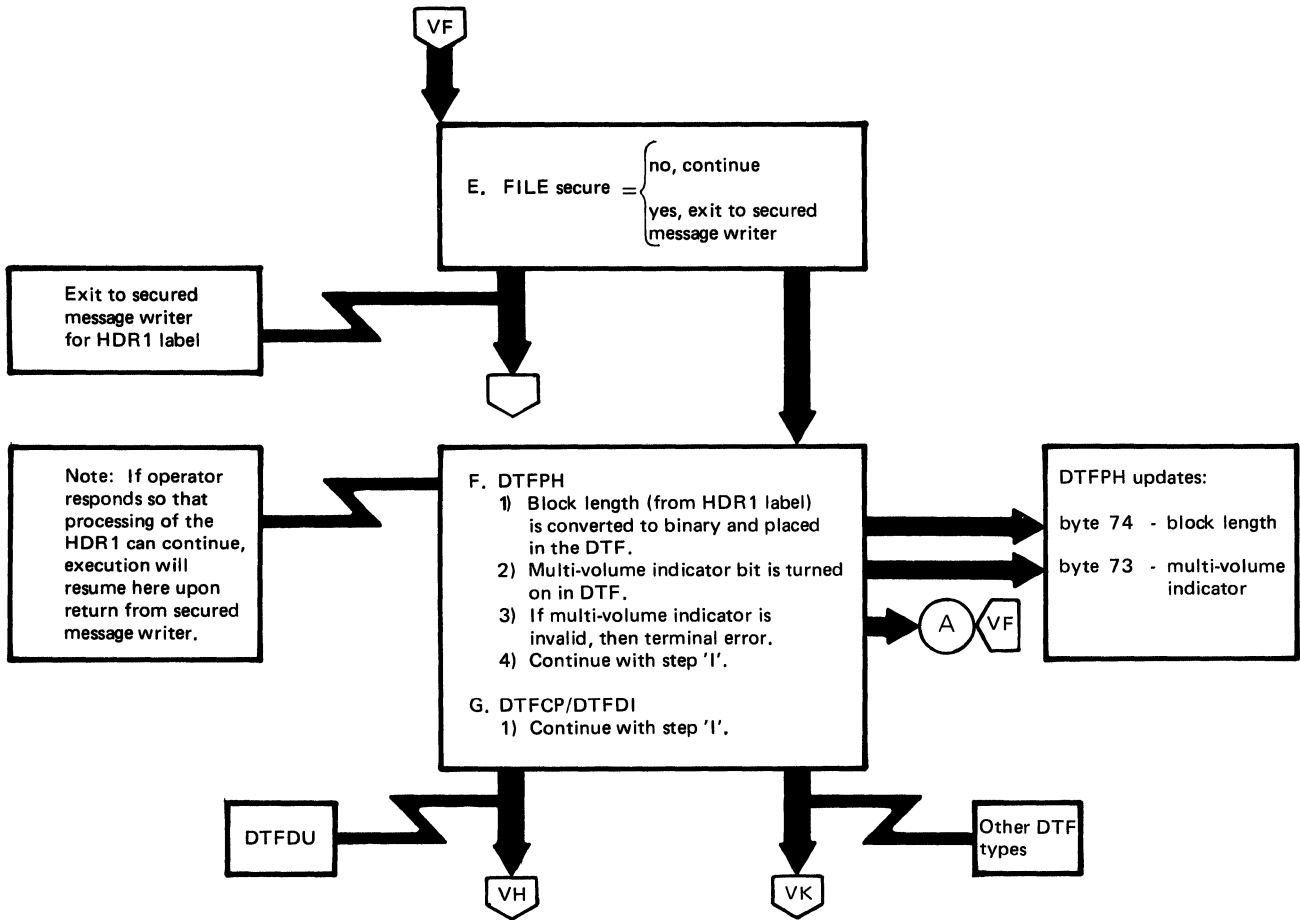 VF
E. FILE secure =
no, continue
yes, exit to secured
message writer
Exit to secured
message writer
for HDR1 label
Note: If operator
responds so that
processing of the
HDR1 can continue,
execution will
resume here upon
return from secured
message writer.
F. DTFPH
1) Block length (from HDR1 label)
is converted to binary and placed
in the DTF.
2) Multi-volume indicator bit is turned
on in DTF.
3) If multi-volume indicator is
invalid, then terminal error.
4) Continue with step 'I'.
G. DTFCP/DTFDI
1) Continue with step 'I'.
DTFPH updates:
byte 74 - block length
byte 73 - multi-volume
indicator
A
VF
DTFDU
Other DTF
types
VH
VK